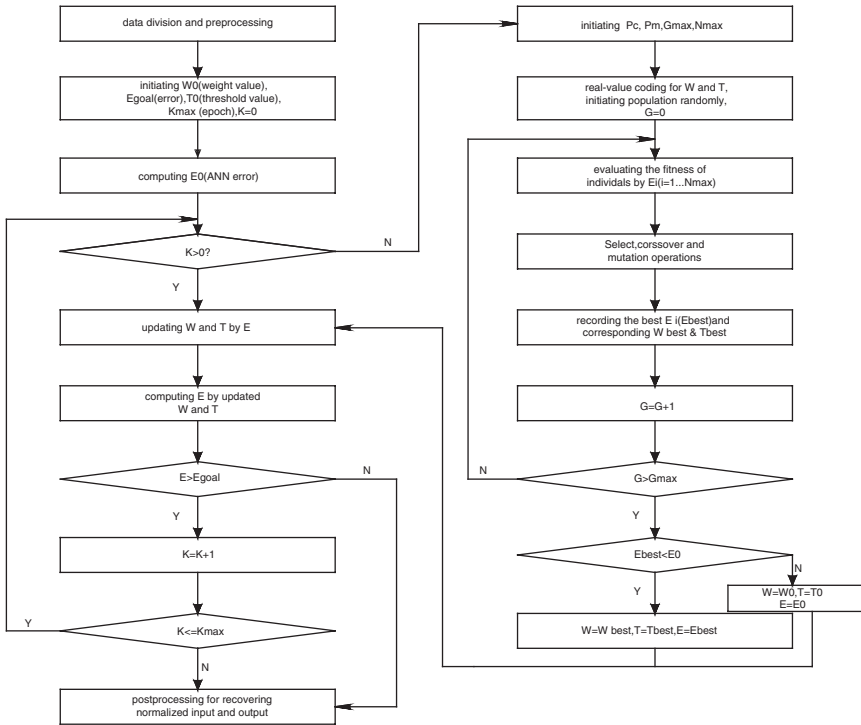 data division and preprocessing
initiating W0(weight value),
Egoal(error),T0(threshold value),
Kmax (epoch),K=0
computing E0(ANN error)
K>0?
N
Y
updating W and T by E
computing E by updated
W and T
E>Egoal
N
Y
K=K+1
K<=Kmax
Y
N
postprocessing for recovering
normalized input and output
initiating Pc, Pm,Gmax,Nmax
real-value coding for W and T,
initiating population randomly,
G=0
evaluating the fitness of
individals by Ei(i=1...Nmax)
Select,corssover and
mutation operations
recording the best E i(Ebest)and
corresponding W best & Tbest
G=G+1
G>Gmax
N
Y
Ebest<E0
N
Y
W=W0,T=T0
E=E0
W=W best,T=Tbest,E=Ebest